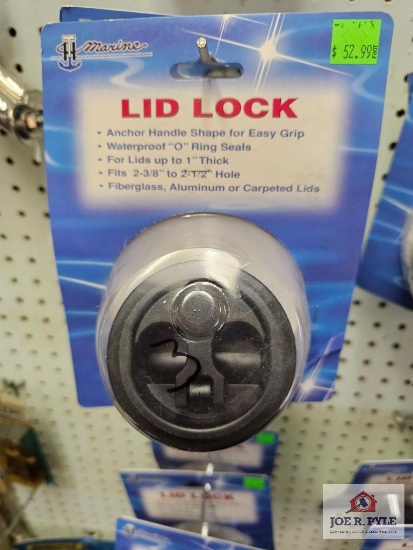 Marine
$ 52.99
LID LOCK
• Anchor Handle Shape for Easy Grip
• Waterproof "O" Ring Seals
• For Lids up to 1" Thick
• Fits 2-3/8" to 2-1/2" Hole
• Fiberglass, Aluminum or Carpeted Lids
3
LID LOCK
JOE R. PYLE